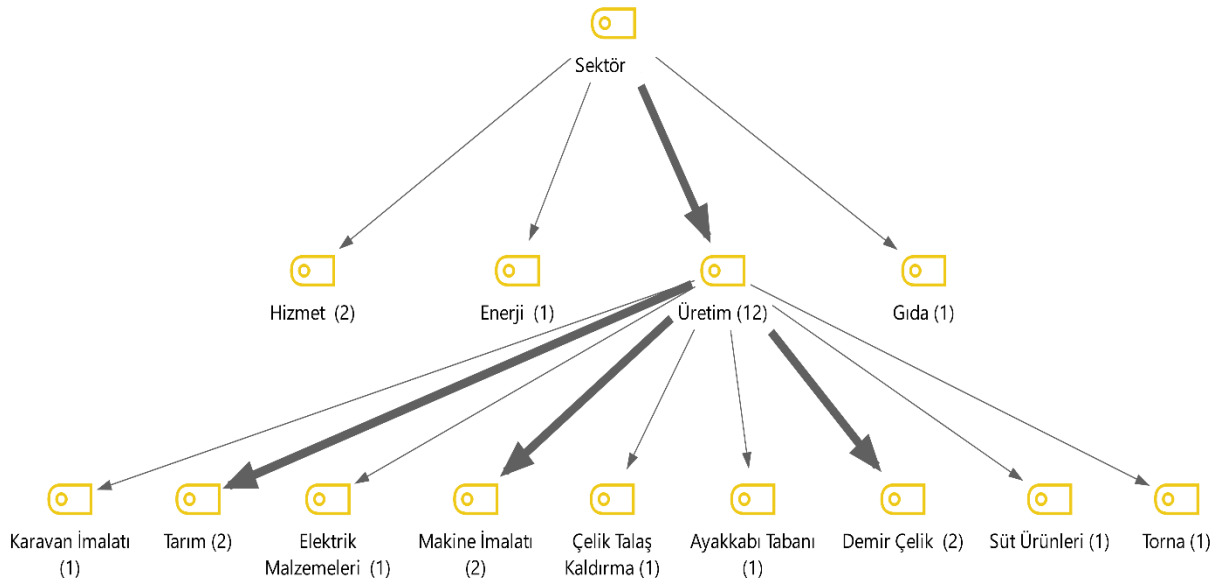 Sektör
Hizmet (2)
Enerji (1)
Üretim (12)
Gıda (1)
Karavan İmalatı
(1)
Tarım (2)
Elektrik
Malzemeleri (1)
Makine İmalatı
(2)
Çelik Talaş
Kaldırma (1)
Ayakkabı Tabanı
(1)
Demir Çelik (2)
Süt Ürünleri (1)
Torna (1)